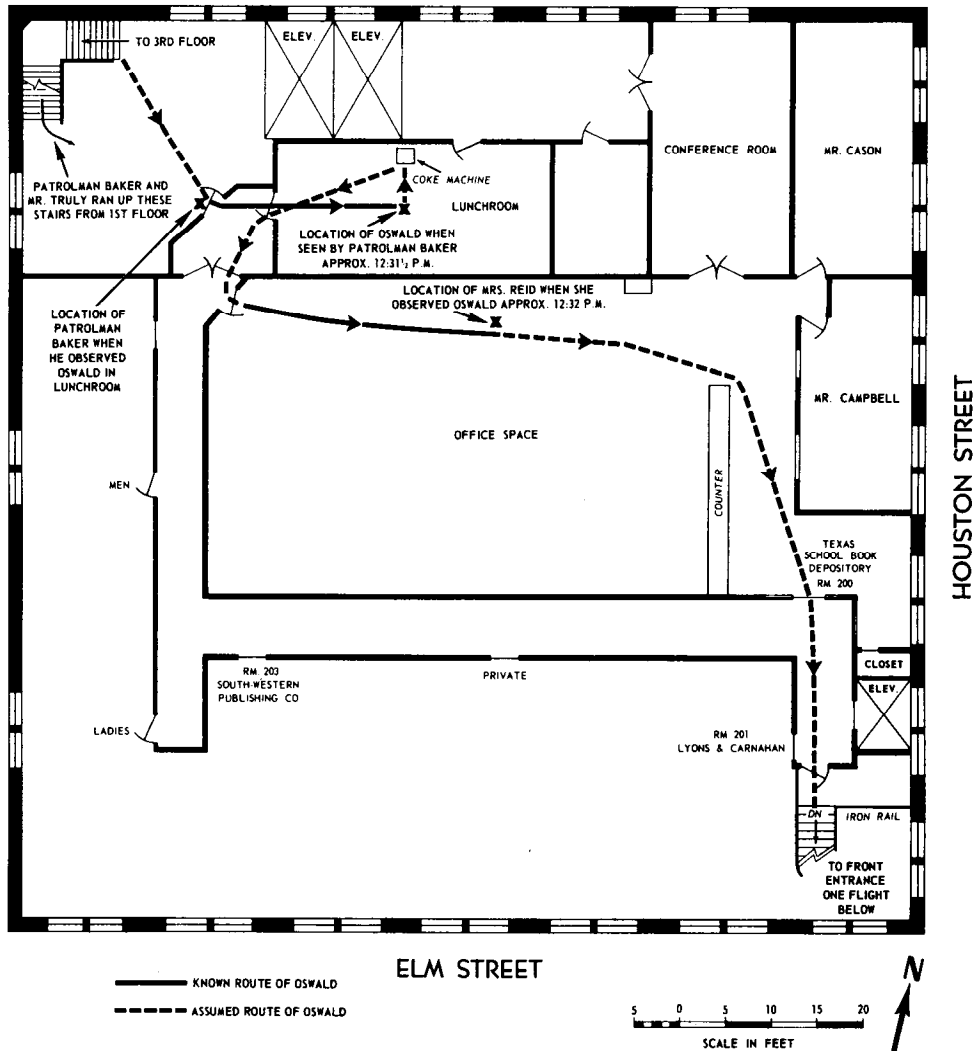 TO 3RD FLOOR
ELEV.
ELEV.
CONFERENCE ROOM
MR. CASON
PATROLMAN BAKER AND
MR. TRULY RAN UP THESE
STAIRS FROM 1ST FLOOR
COKE MACHINE
LUNCHROOM
LOCATION OF OSWALD WHEN
SEEN BY PATROLMAN BAKER
APPROX. 12:31½ P.M.
LOCATION OF MRS. REID WHEN SHE
OBSERVED OSWALD APPROX. 12:32 P.M.
LOCATION OF
PATROLMAN
BAKER WHEN
HE OBSERVED
OSWALD IN
LUNCHROOM
MR. CAMPBELL
OFFICE SPACE
MEN
COUNTER
TEXAS
SCHOOL BOOK
DEPOSITORY
RM 200
HOUSTON STREET
CLOSET
ELEV.
RM 203
SOUTH-WESTERN
PUBLISHING CO
PRIVATE
LADIES
RM 201
LYONS & CARNAHAN
DN
IRON RAIL
TO FRONT
ENTRANCE
ONE FLIGHT
BELOW
ELM STREET
N
KNOWN ROUTE OF OSWALD
ASSUMED ROUTE OF OSWALD
5 0 5 10 15 20
SCALE IN FEET